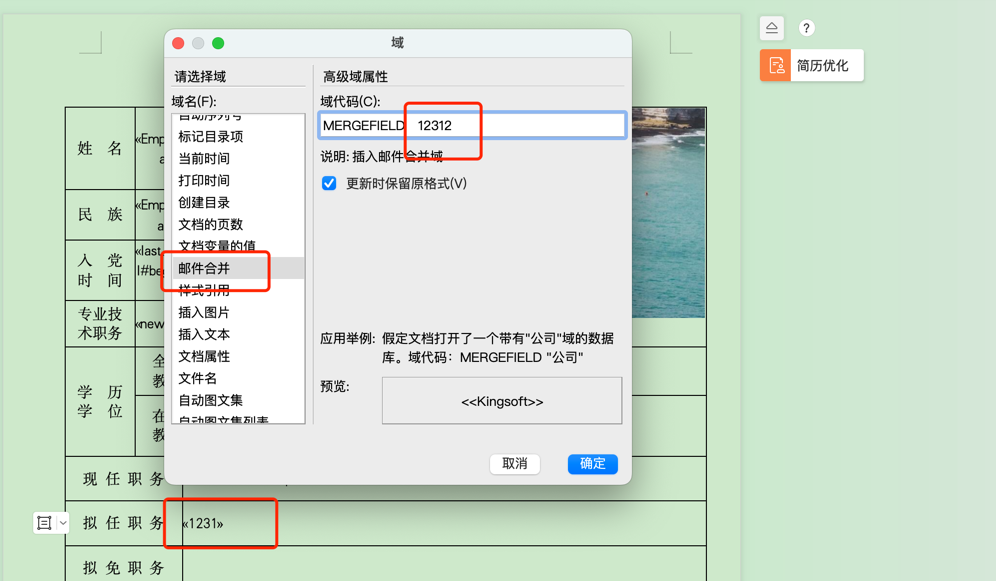 域
?
简历优化
请选择域
高级域属性
域名(F):
域代码(C):
自动序列号
标记目录项
当前时间
打印时间
创建目录
文档的页数
文档变量的值
邮件合并
样式引用
插入图片
插入文本
文档属性
文件名
自动图文集
自动图文集列表
MERGEFIELD 12312
说明: 插入邮件合并域
更新时保留原格式(V)
应用举例: 假定文档打开了一个带有"公司"域的数据
库。域代码：MERGEFIELD "公司"
预览:
<<Kingsoft>>
取消
确定
姓 名
«Emp
a
民 族
«Emp
a
入 党
时 间
«last
l#beg
专业技
术职务
«new
学 历
学 位
全
教
在
教
现 任 职 务
拟 任 职 务
«1231»
拟 免 职 务